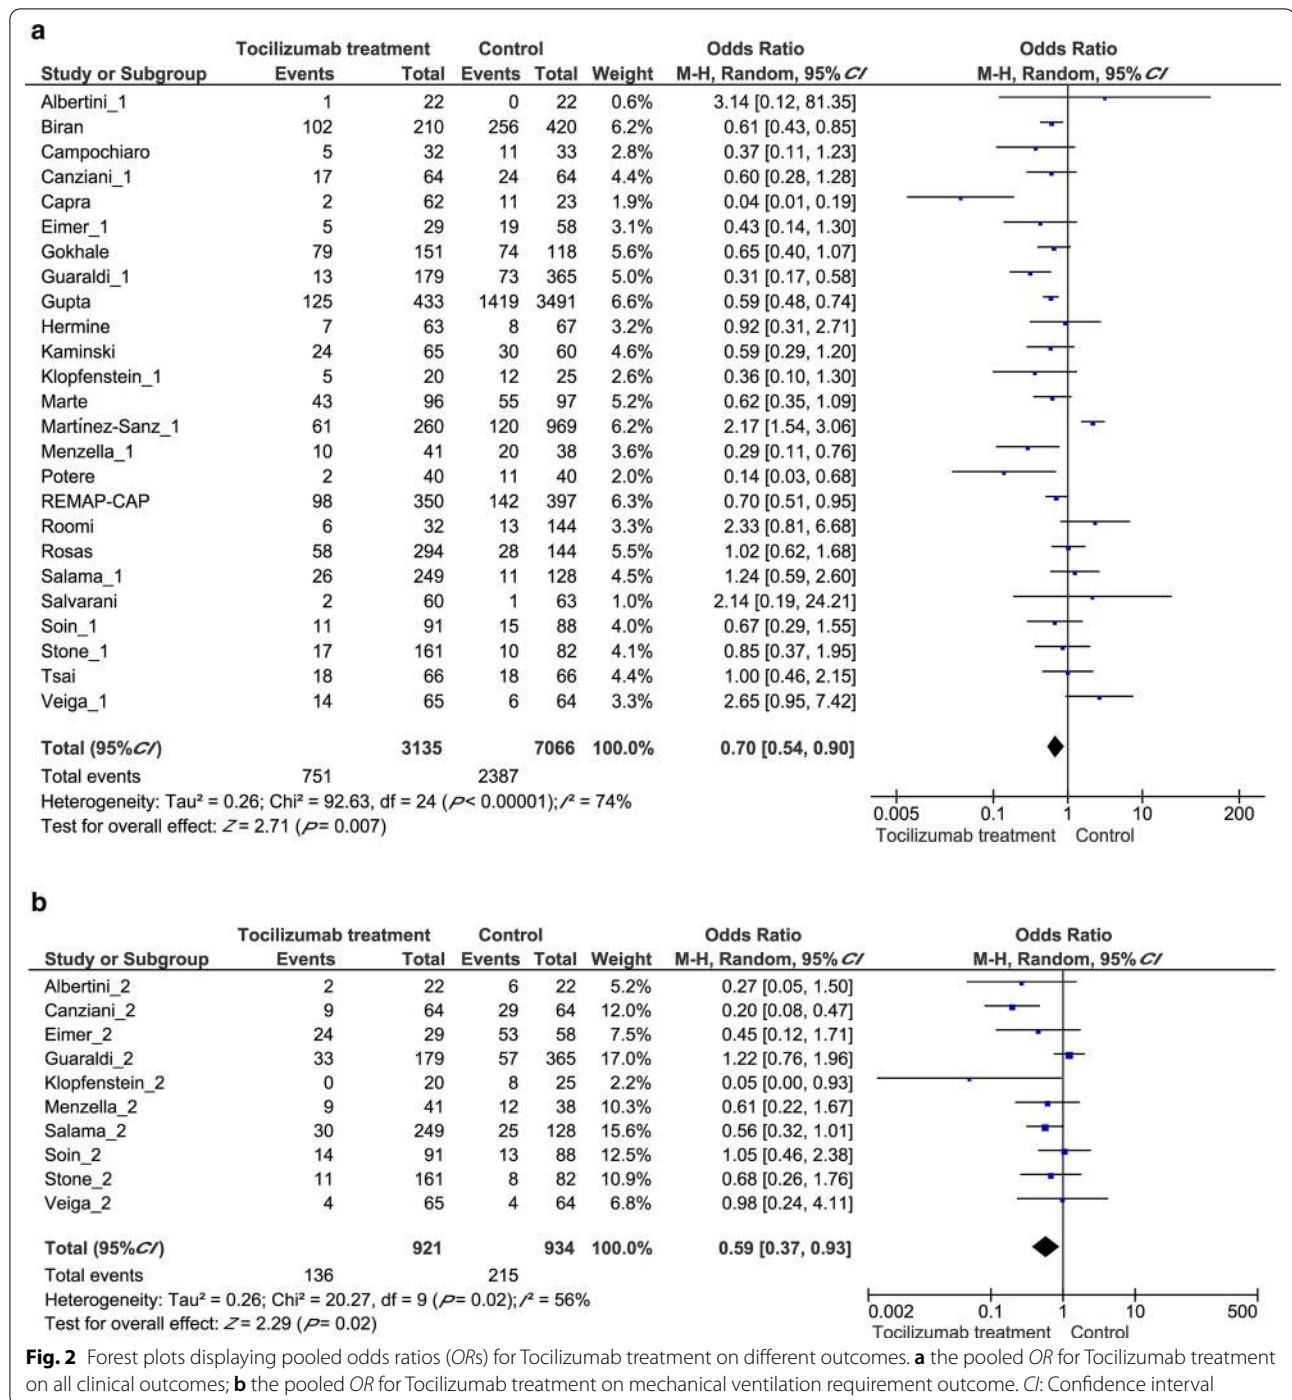 a
Tocilizumab treatment Control Odds Ratio Odds Ratio
Study or Subgroup Events Total Events Total Weight M-H, Random, 95% CI M-H, Random, 95% CI
Albertini_1 1 22 0 22 0.6% 3.14 [0.12, 81.35]
Biran 102 210 256 420 6.2% 0.61 [0.43, 0.85]
Campochiaro 5 32 11 33 2.8% 0.37 [0.11, 1.23]
Canziani_1 17 64 24 64 4.4% 0.60 [0.28, 1.28]
Capra 2 62 11 23 1.9% 0.04 [0.01, 0.19]
Eimer_1 5 29 19 58 3.1% 0.43 [0.14, 1.30]
Gokhale 79 151 74 118 5.6% 0.65 [0.40, 1.07]
Guaraldi_1 13 179 73 365 5.0% 0.31 [0.17, 0.58]
Gupta 125 433 1419 3491 6.6% 0.59 [0.48, 0.74]
Hermine 7 63 8 67 3.2% 0.92 [0.31, 2.71]
Kaminski 24 65 30 60 4.6% 0.59 [0.29, 1.20]
Klopfenstein_1 5 20 12 25 2.6% 0.36 [0.10, 1.30]
Marte 43 96 55 97 5.2% 0.62 [0.35, 1.09]
Martínez-Sanz_1 61 260 120 969 6.2% 2.17 [1.54, 3.06]
Menzella_1 10 41 20 38 3.6% 0.29 [0.11, 0.76]
Potere 2 40 11 40 2.0% 0.14 [0.03, 0.68]
REMAP-CAP 98 350 142 397 6.3% 0.70 [0.51, 0.95]
Roomi 6 32 13 144 3.3% 2.33 [0.81, 6.68]
Rosas 58 294 28 144 5.5% 1.02 [0.62, 1.68]
Salama_1 26 249 11 128 4.5% 1.24 [0.59, 2.60]
Salvarani 2 60 1 63 1.0% 2.14 [0.19, 24.21]
Soin_1 11 91 15 88 4.0% 0.67 [0.29, 1.55]
Stone_1 17 161 10 82 4.1% 0.85 [0.37, 1.95]
Tsai 18 66 18 66 4.4% 1.00 [0.46, 2.15]
Veiga_1 14 65 6 64 3.3% 2.65 [0.95, 7.42]
Total (95%CI) 3135 7066 100.0% 0.70 [0.54, 0.90]
Total events 751 2387
Heterogeneity: Tau² = 0.26; Chi² = 92.63, df = 24 (P< 0.00001); I² = 74%
Test for overall effect: Z = 2.71 (P= 0.007)
0.005 0.1 1 10 200
Tocilizumab treatment Control
b
Tocilizumab treatment Control Odds Ratio Odds Ratio
Study or Subgroup Events Total Events Total Weight M-H, Random, 95% CI M-H, Random, 95% CI
Albertini_2 2 22 6 22 5.2% 0.27 [0.05, 1.50]
Canziani_2 9 64 29 64 12.0% 0.20 [0.08, 0.47]
Eimer_2 24 29 53 58 7.5% 0.45 [0.12, 1.71]
Guaraldi_2 33 179 57 365 17.0% 1.22 [0.76, 1.96]
Klopfenstein_2 0 20 8 25 2.2% 0.05 [0.00, 0.93]
Menzella_2 9 41 12 38 10.3% 0.61 [0.22, 1.67]
Salama_2 30 249 25 128 15.6% 0.56 [0.32, 1.01]
Soin_2 14 91 13 88 12.5% 1.05 [0.46, 2.38]
Stone_2 11 161 8 82 10.9% 0.68 [0.26, 1.76]
Veiga_2 4 65 4 64 6.8% 0.98 [0.24, 4.11]
Total (95%CI) 921 934 100.0% 0.59 [0.37, 0.93]
Total events 136 215
Heterogeneity: Tau² = 0.26; Chi² = 20.27, df = 9 (P= 0.02); I² = 56%
Test for overall effect: Z = 2.29 (P= 0.02)
0.002 0.1 1 10 500
Tocilizumab treatment Control
Fig. 2 Forest plots displaying pooled odds ratios (ORs) for Tocilizumab treatment on different outcomes. a the pooled OR for Tocilizumab treatment
on all clinical outcomes; b the pooled OR for Tocilizumab treatment on mechanical ventilation requirement outcome. CI: Confidence interval